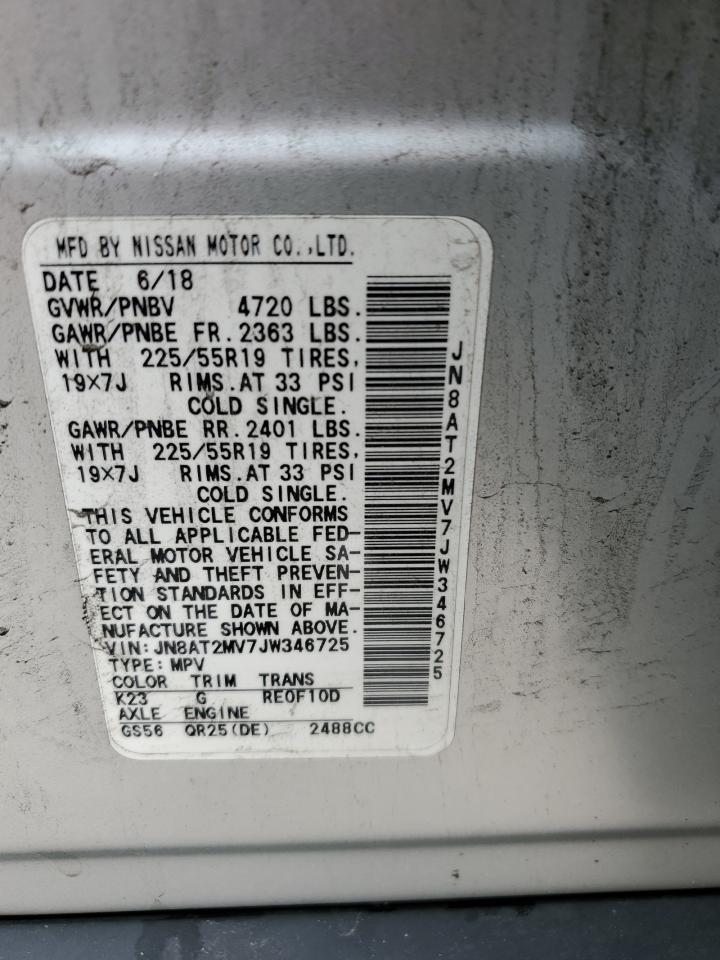 MFD BY NISSAN MOTOR CO.,LTD.
DATE 6/18
GVWR/PNBV 4720 LBS.
GAWR/PNBE FR.2363 LBS.
WITH 225/55R19 TIRES,
19X7J RIMS.AT 33 PSI
COLD SINGLE.
GAWR/PNBE RR.2401 LBS.
WITH 225/55R19 TIRES,
19X7J RIMS.AT 33 PSI
COLD SINGLE.
THIS VEHICLE CONFORMS
TO ALL APPLICABLE FED-
ERAL MOTOR VEHICLE SA-
FETY AND THEFT PREVEN-
TION STANDARDS IN EFF-
ECT ON THE DATE OF MA-
NUFACTURE SHOWN ABOVE.
VIN:JN8AT2MV7JW346725
TYPE:MPV
COLOR TRIM TRANS
K23 G RE0F10D
AXLE ENGINE
GS56 QR25(DE) 2488CC
JN8AT2MV7JW346725